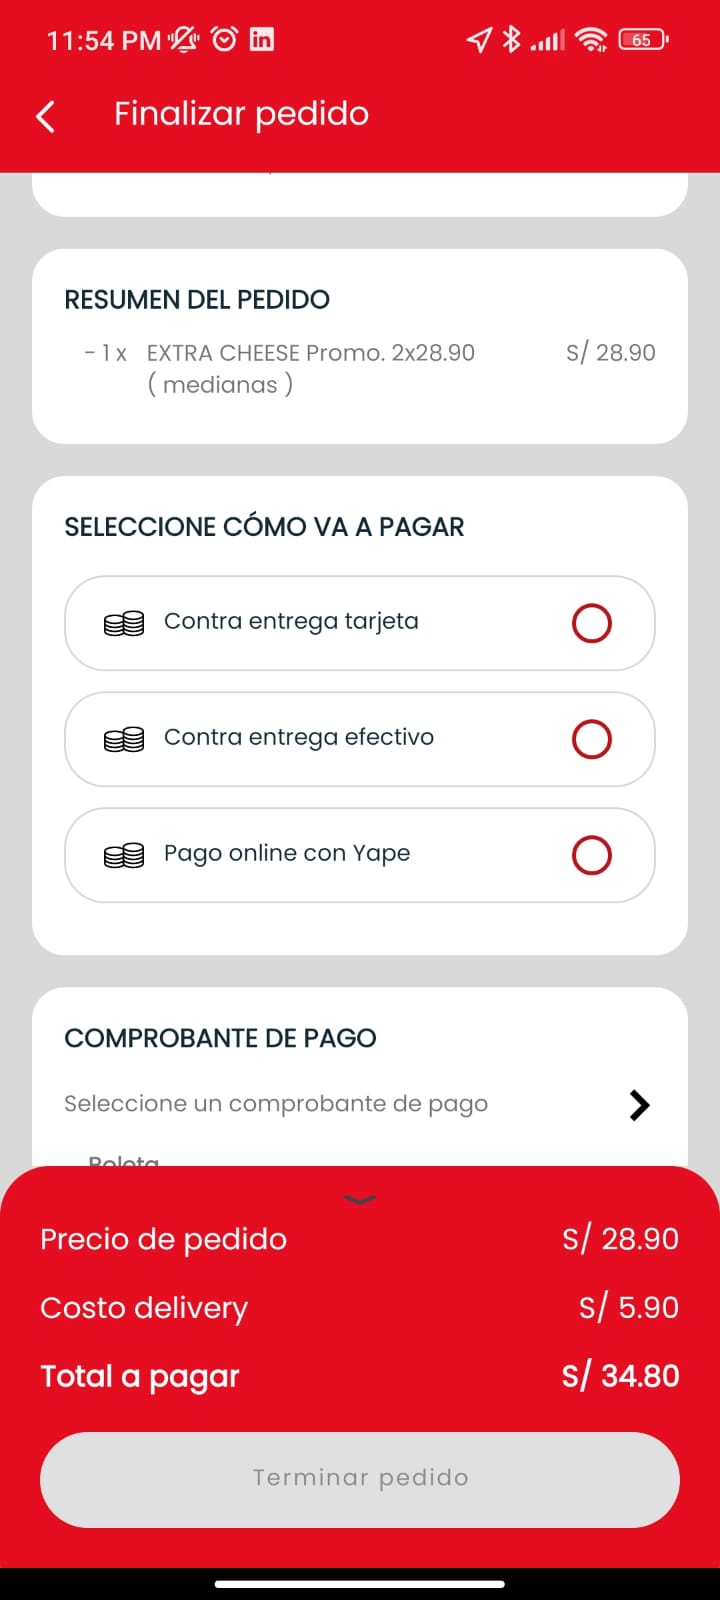 11:54 PM
65
Finalizar pedido
RESUMEN DEL PEDIDO
- 1 x EXTRA CHEESE Promo. 2x28.90 S/ 28.90
( medianas )
SELECCIONE CÓMO VA A PAGAR
Contra entrega tarjeta
Contra entrega efectivo
Pago online con Yape
COMPROBANTE DE PAGO
Seleccione un comprobante de pago
Boleta
Precio de pedido S/ 28.90
Costo delivery S/ 5.90
Total a pagar S/ 34.80
Terminar pedido